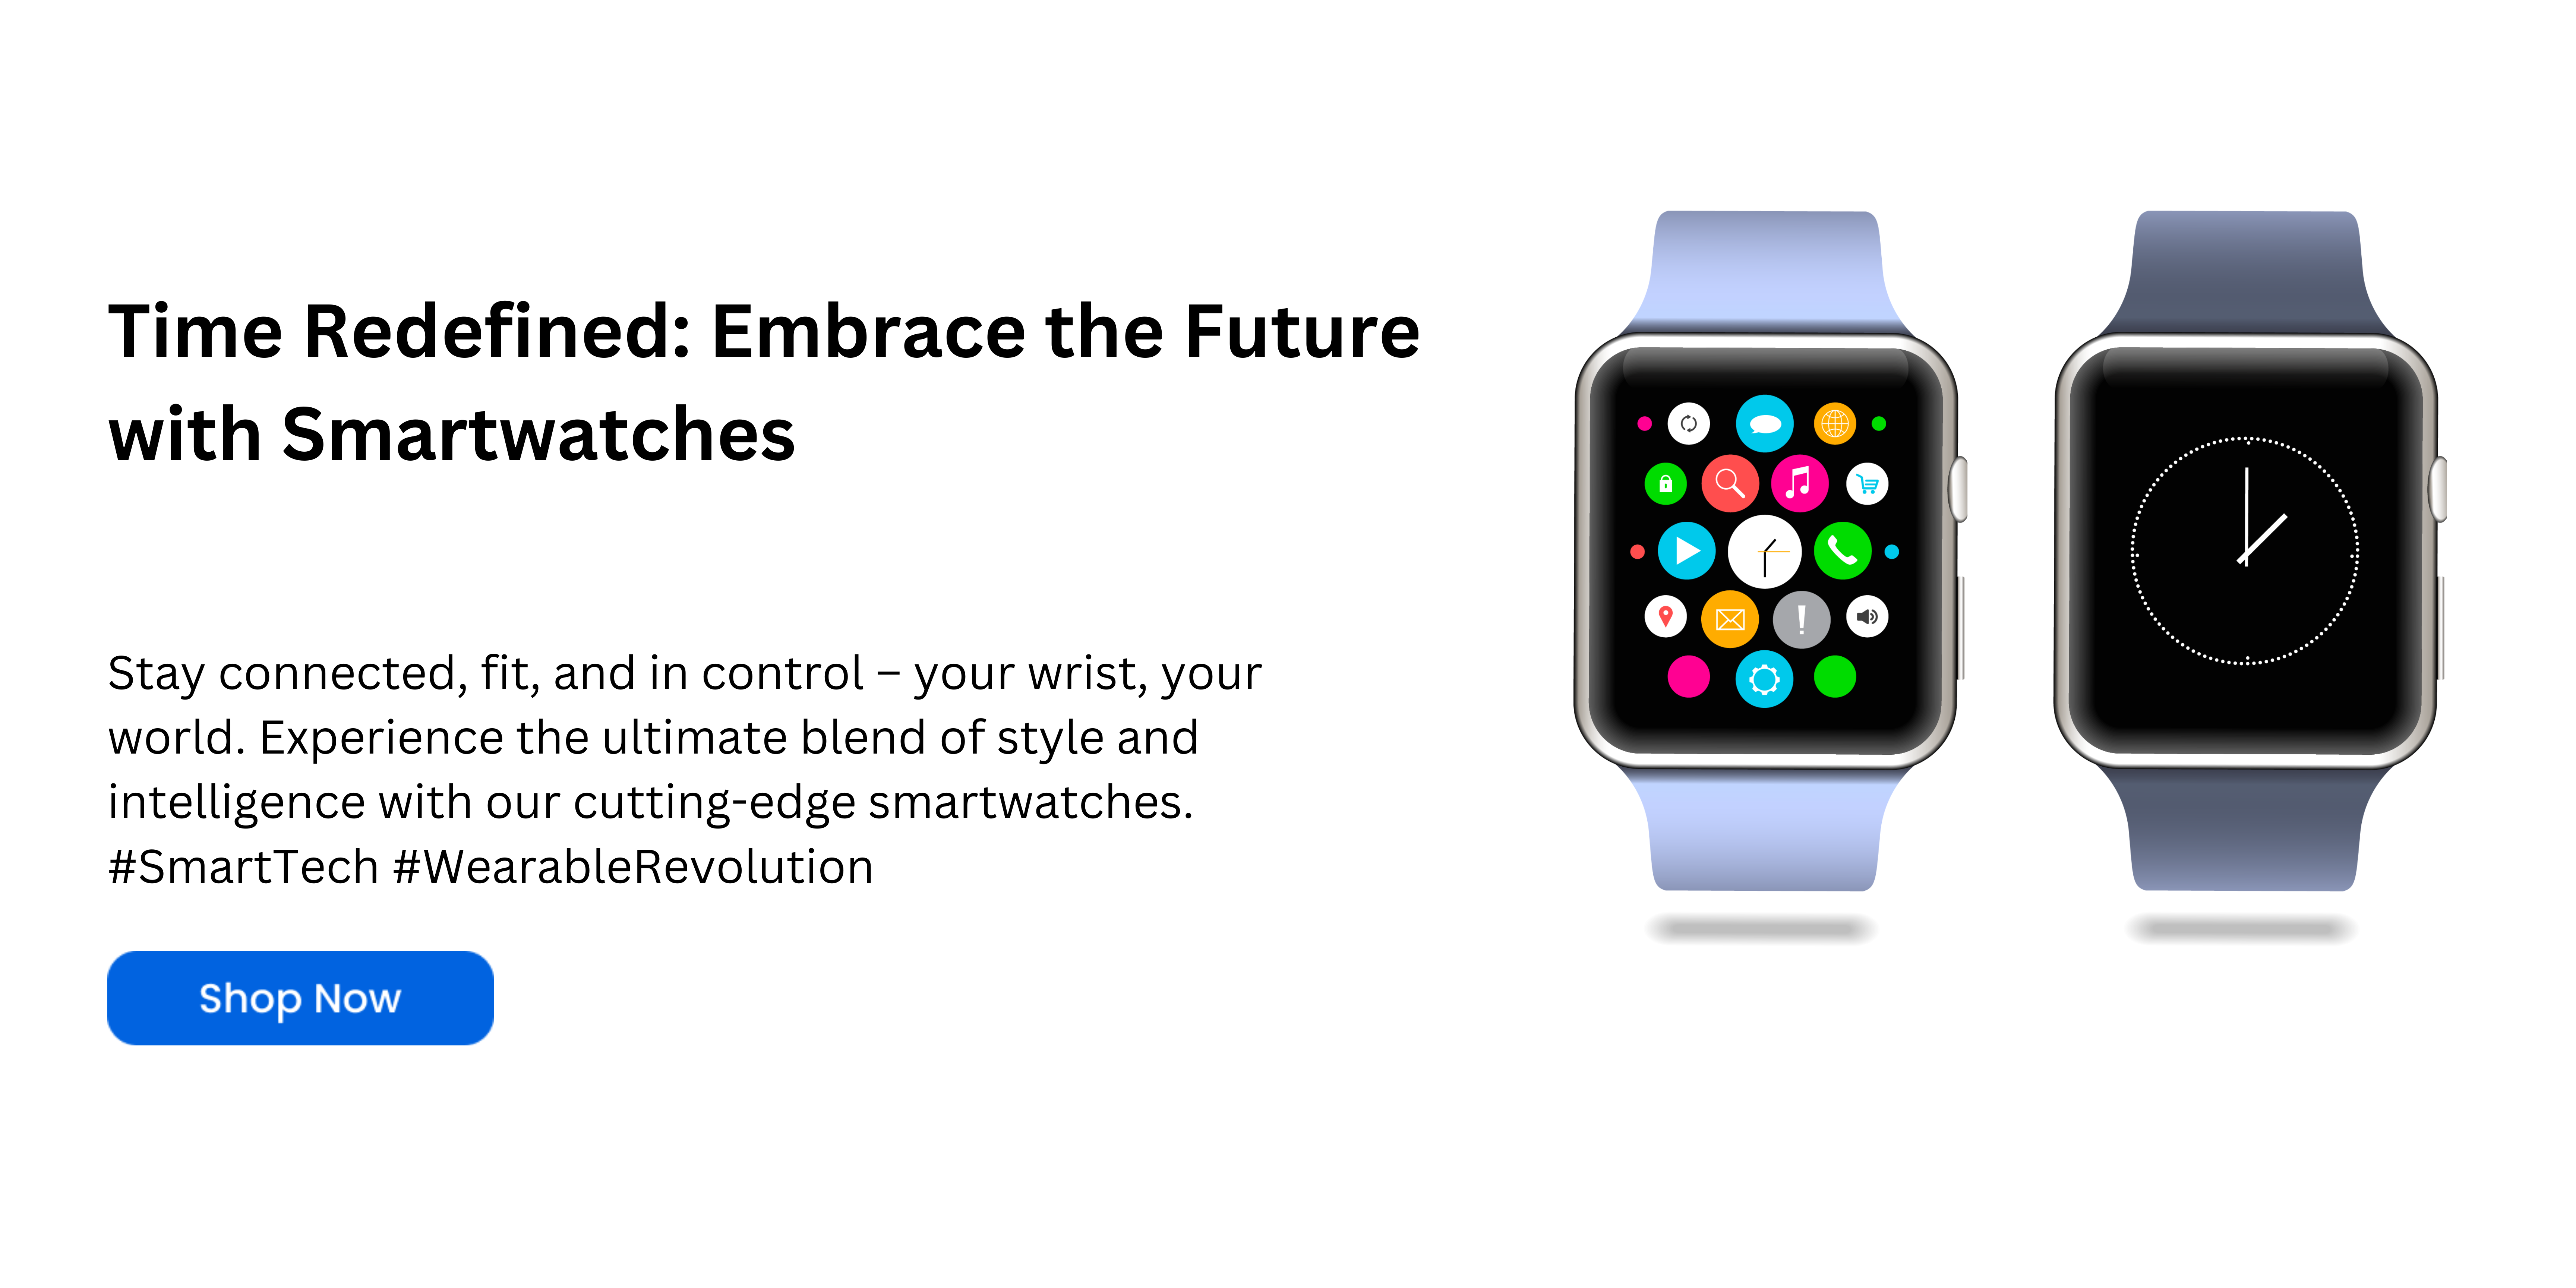 Time Redefined: Embrace the Future
with Smartwatches
Stay connected, fit, and in control – your wrist, your
world. Experience the ultimate blend of style and
intelligence with our cutting-edge smartwatches.
#SmartTech #WearableRevolution
Shop Now